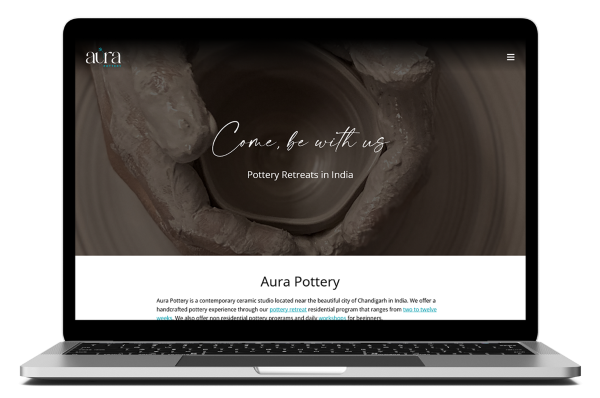 aura
Come, be with us
Pottery Retreats in India
Aura Pottery
Aura Pottery is a contemporary ceramic studio located near the beautiful city of Chandigarh in India. We offer a
handcrafted pottery experience through our pottery retreat residential program that ranges from two to twelve
weeks. We also offer non residential pottery programs and daily workshops for beginners.